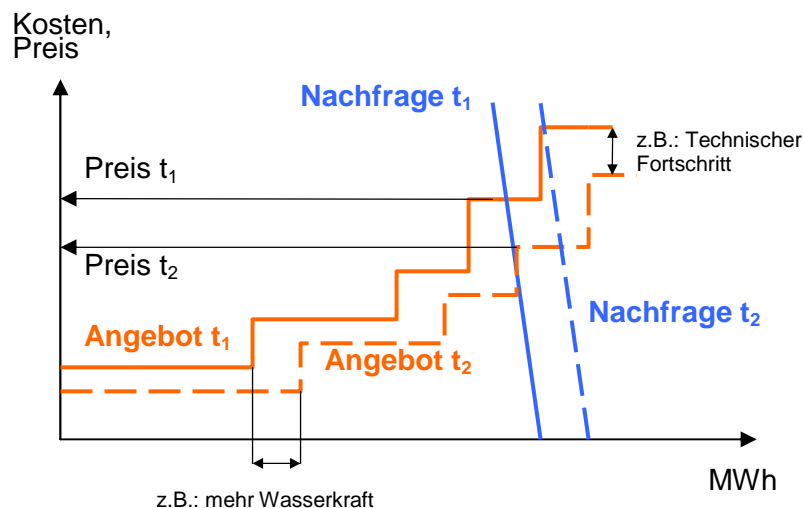 Kosten,
Preis
Nachfrage t₁
z.B.: Technischer
Fortschritt
Preis t₁
Preis t₂
Nachfrage t₂
Angebot t₁
Angebot t₂
MWh
z.B.: mehr Wasserkraft